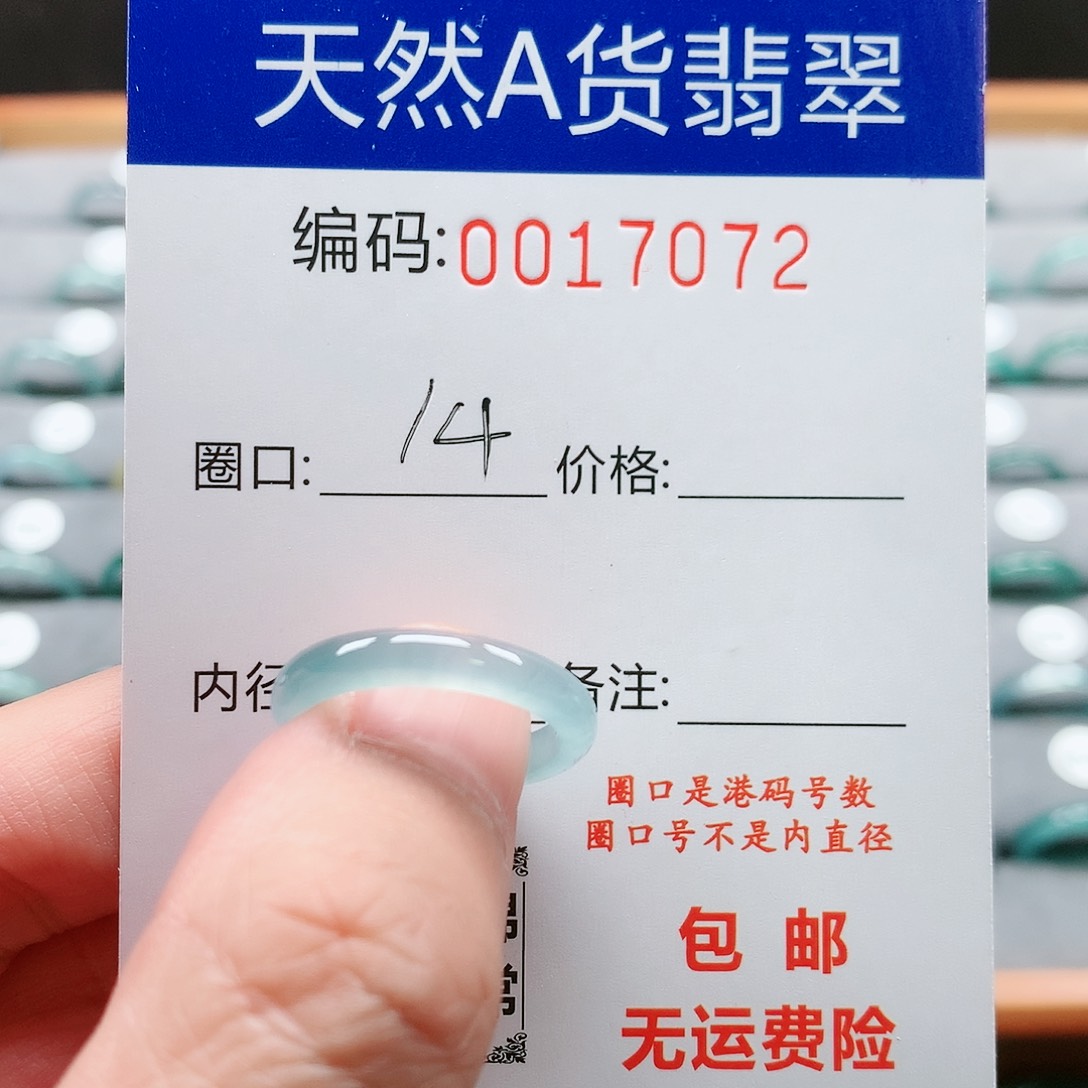 天然A货翡翠
编码:0017072
圈口: 14 价格:
内径 备注:
圈口是港码号数
圈口号不是内直径
包邮
无运费险